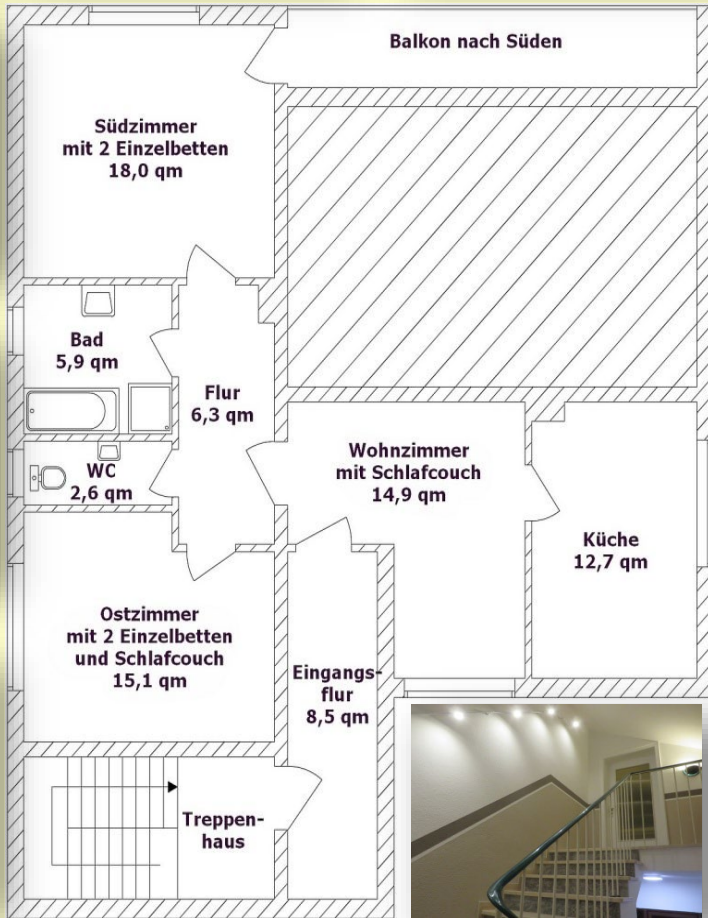 Balkon nach Süden
Südzimmer
mit 2 Einzelbetten
18,0 qm
Bad
5,9 qm
Flur
6,3 qm
WC
2,6 qm
Wohnzimmer
mit Schlafcouch
14,9 qm
Küche
12,7 qm
Ostzimmer
mit 2 Einzelbetten
und Schlafcouch
15,1 qm
Eingangs-
flur
8,5 qm
Treppen-
haus